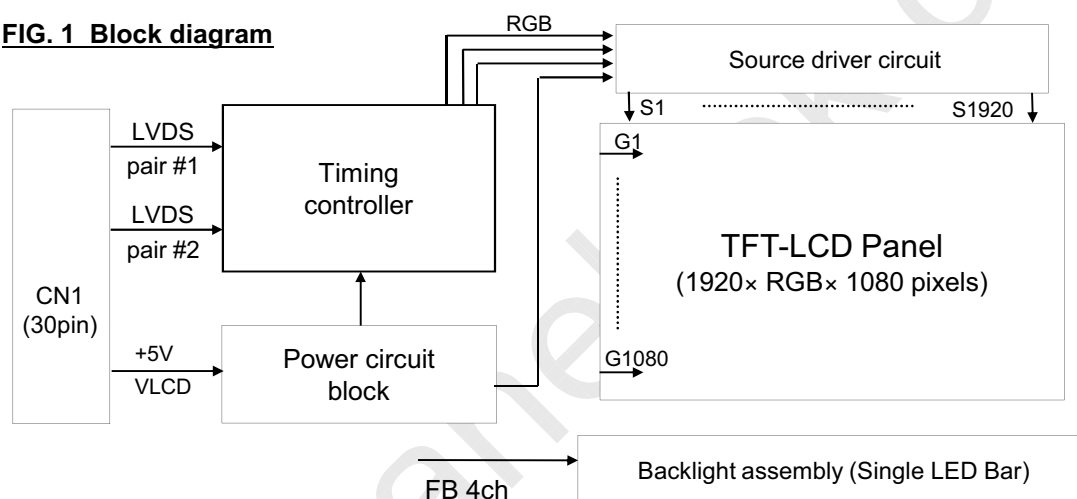 FIG. 1 Block diagram
RGB
Source driver circuit
S1
S1920
CN1
(30pin)
LVDS
pair #1
LVDS
pair #2
+5V
VLCD
Timing
controller
Power circuit
block
G1
G1080
TFT-LCD Panel
(1920× RGB× 1080 pixels)
FB 4ch
Backlight assembly (Single LED Bar)